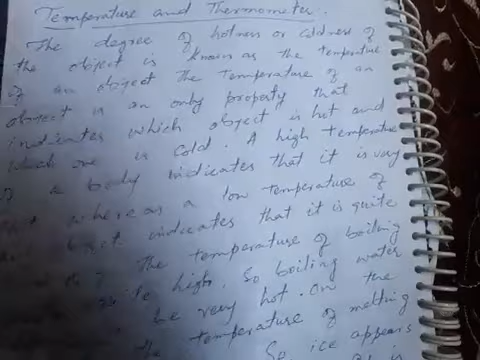 Temperature and Thermometer :-
The degree of hotness or coldness of
the object is known as the temperature
of an object The Temperature of an
object is an only property that
indicates which object is hot and
which one is cold. A high temperature
of a body indicates that it is very
where as a low temperature of
indicates that it is quite
The temperature of boiling
high. So boiling water
be very hot. On the
the temperature of melting
So ice appears